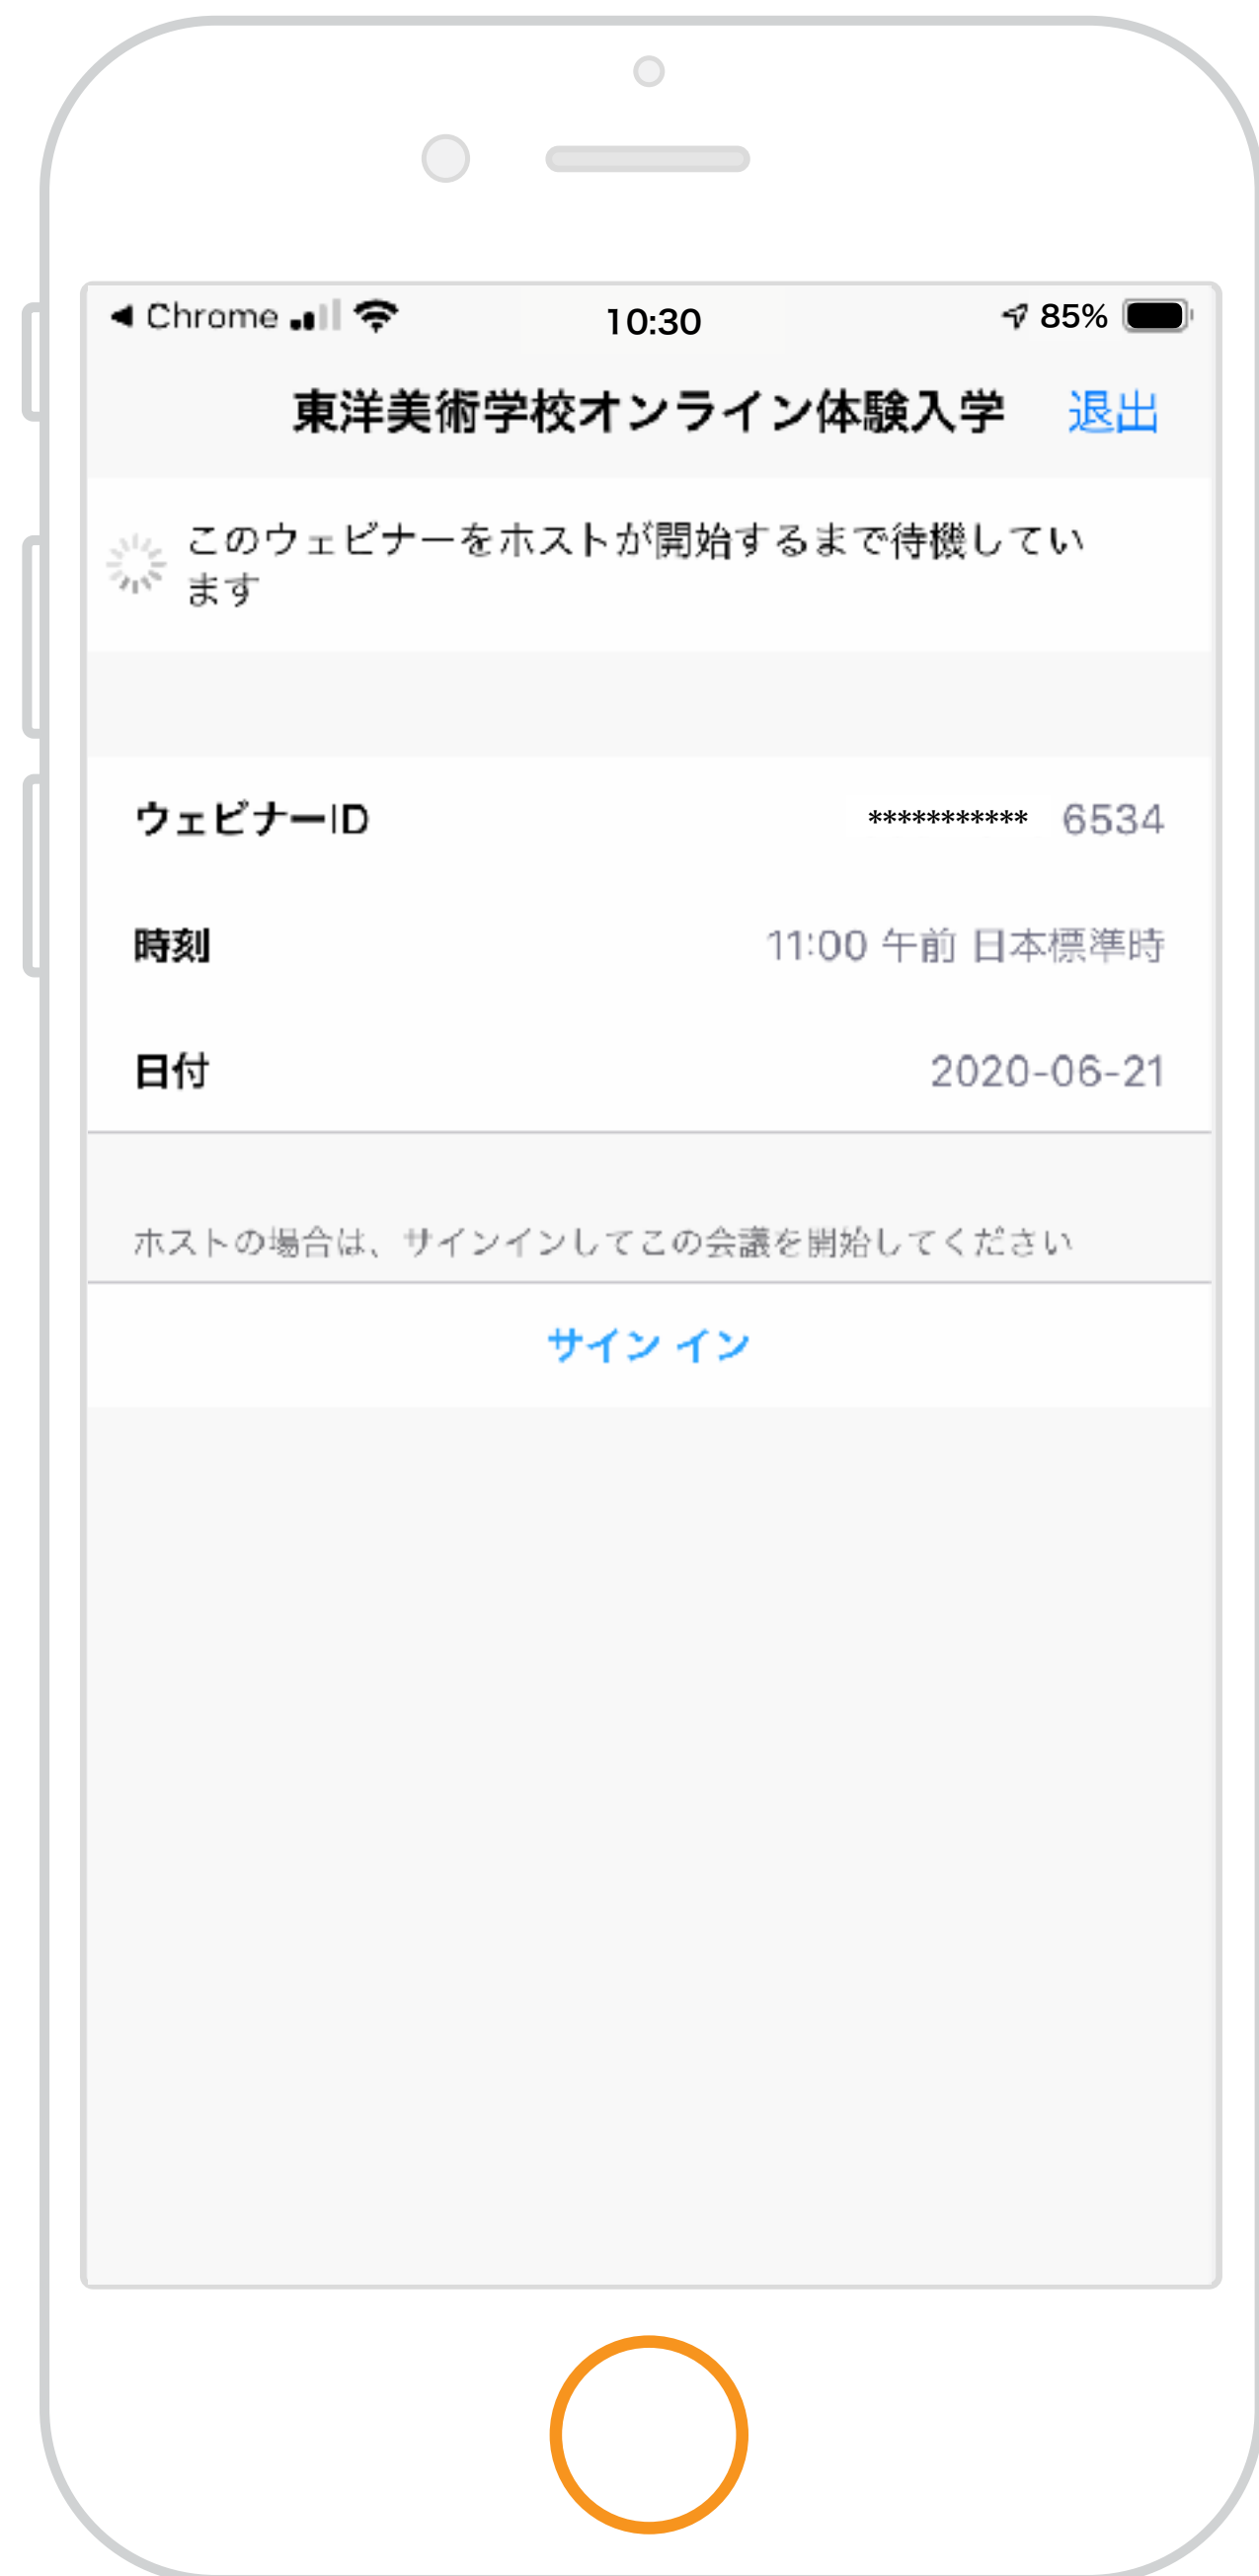 Chrome 10:30 85%
東洋美術学校オンライン体験入学 退出
このウェビナーをホストが開始するまで待機してい
ます
ウェビナーID *********** 6534
時刻 11:00 午前 日本標準時
日付 2020-06-21
ホストの場合は、サインインしてこの会議を開始してください
サイン イン